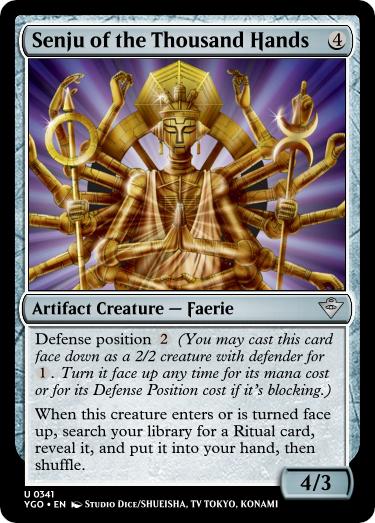 Senju of the Thousand Hands 4
Artifact Creature — Faerie
Defense position 2 (You may cast this card
face down as a 2/2 creature with defender for
1. Turn it face up any time for its mana cost
or for its Defense Position cost if it's blocking.)
When this creature enters or is turned face
up, search your library for a Ritual card,
reveal it, and put it into your hand, then
shuffle.
4/3
U 0341
YGO • EN STUDIO DICE/SHUEISHA, TV TOKYO, KONAMI